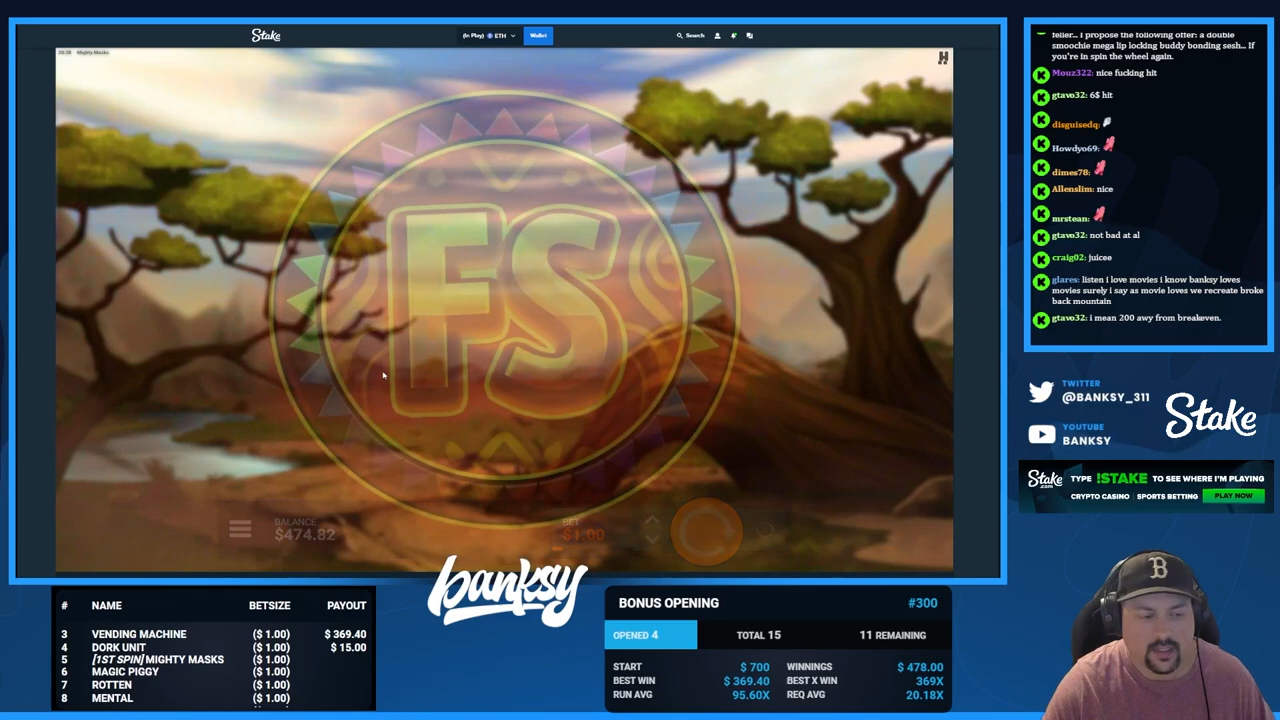 Stake
(In Play) ETH
Wallet
Search
Mighty Masks
FS
BALANCE
$474.82
BET
$1.00
feller... I propose the following offer: a double
smoochie mega lip locking buddy bonding sesh... If
you're in spin the wheel again.
Mouz322: nice fucking hit
gtavo32: 6$ hit
disguisedq:
Howdyo69:
dimes78:
Allenslim: nice
mrstean:
gtavo32: not bad at al
craig02: juicee
glares: listen i love movies i know banksy loves
movies surely i say as movie loves we recreate broke
back mountain
gtavo32: i mean 200 awy from breakeven.
TWITTER
@BANKSY_311
YOUTUBE
BANKSY
Stake
Stake.com TYPE !STAKE TO SEE WHERE I'M PLAYING
CRYPTO CASINO | SPORTS BETTING PLAY NOW
# NAME BETSIZE PAYOUT
3 VENDING MACHINE ($ 1.00) $ 369.40
4 DORK UNIT ($ 1.00) $ 15.00
5 [1ST SPIN] MIGHTY MASKS ($ 1.00)
6 MAGIC PIGGY ($ 1.00)
7 ROTTEN ($ 1.00)
8 MENTAL ($ 1.00)
banksy
BONUS OPENING #300
OPENED 4 TOTAL 15 11 REMAINING
START $ 700 WINNINGS $ 478.00
BEST WIN $ 369.40 BEST X WIN 369X
RUN AVG 95.60X REQ AVG 20.18X
B